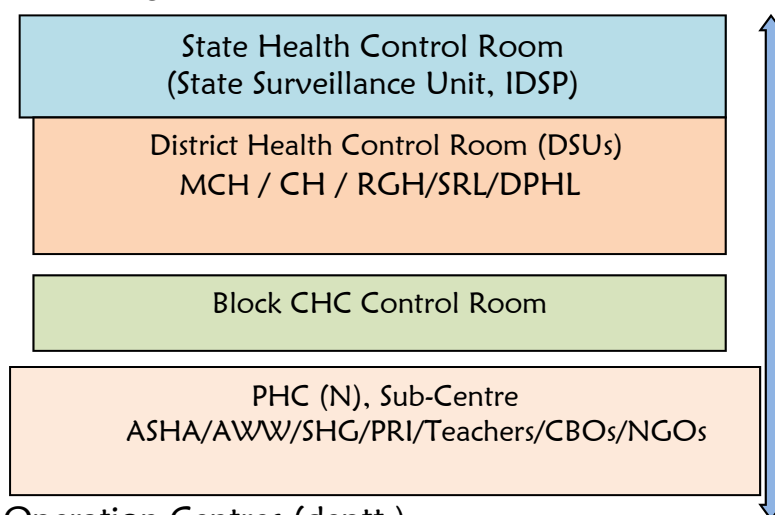 State Health Control Room
(State Surveillance Unit, IDSP)
District Health Control Room (DSUs)
MCH / CH / RGH/SRL/DPHL
Block CHC Control Room
PHC (N), Sub-Centre
ASHA/AWW/SHG/PRI/Teachers/CBOs/NGOs
Operation Centres (deptt.)